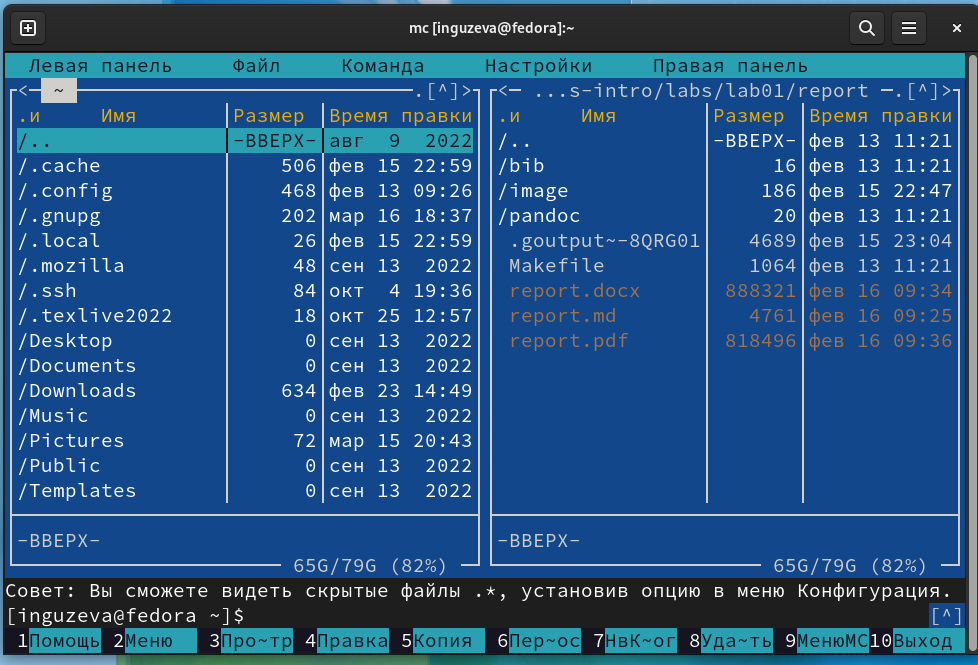 mc [inguzeva@fedora]:~
Левая панель Файл Команда Настройки Правая панель
<─ ~ .[^]> <─ ...s-intro/labs/lab01/report ─.[^]>
.и Имя Размер Время правки .и Имя Размер Время правки
/.. -ВВЕРХ- авг 9 2022 /.. -ВВЕРХ- фев 13 11:21
/.cache 506 фев 15 22:59 /bib 16 фев 13 11:21
/.config 468 фев 13 09:26 /image 186 фев 15 22:47
/.gnupg 202 мар 16 18:37 /pandoc 20 фев 13 11:21
/.local 26 фев 15 22:59 .goutput~-8QRG01 4689 фев 15 23:04
/.mozilla 48 сен 13 2022 Makefile 1064 фев 13 11:21
/.ssh 84 окт 4 19:36 report.docx 888321 фев 16 09:34
/.texlive2022 18 окт 25 12:57 report.md 4761 фев 16 09:25
/Desktop 0 сен 13 2022 report.pdf 818496 фев 16 09:36
/Documents 0 сен 13 2022
/Downloads 634 фев 23 14:49
/Music 0 сен 13 2022
/Pictures 72 мар 15 20:43
/Public 0 сен 13 2022
/Templates 0 сен 13 2022
-ВВЕРХ- -ВВЕРХ-
65G/79G (82%) 65G/79G (82%)
Совет: Вы сможете видеть скрытые файлы .*, установив опцию в меню Конфигурация.
[inguzeva@fedora ~]$ [^]
1Помощь 2Меню 3Про~тр 4Правка 5Копия 6Пер~ос 7НвК~ог 8Уда~ть 9МенюMC 10Выход